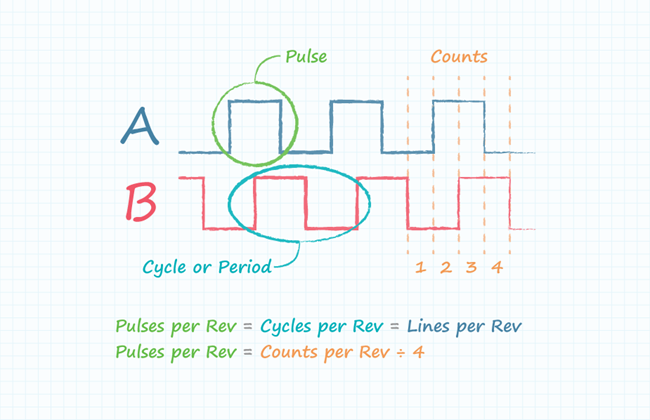 Pulse
Counts
A
B
Cycle or Period
1 2 3 4
Pulses per Rev = Cycles per Rev = Lines per Rev
Pulses per Rev = Counts per Rev ÷ 4